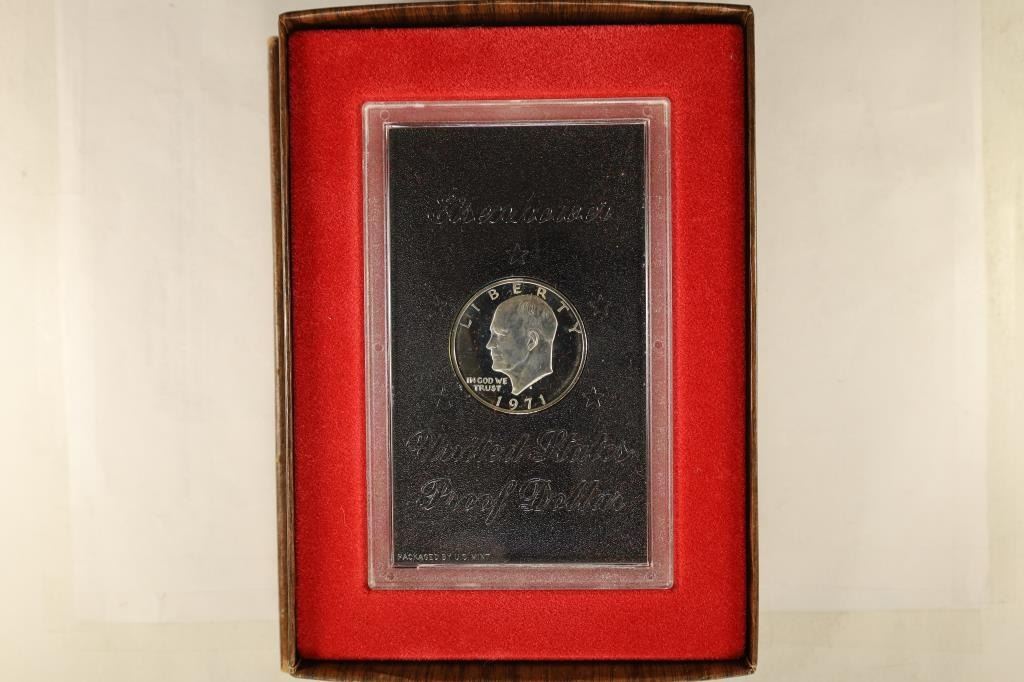 Eisenhower
LIBERTY
IN GOD WE
TRUST
1971
United States
Proof Dollar
PACKAGED BY U.S. MINT